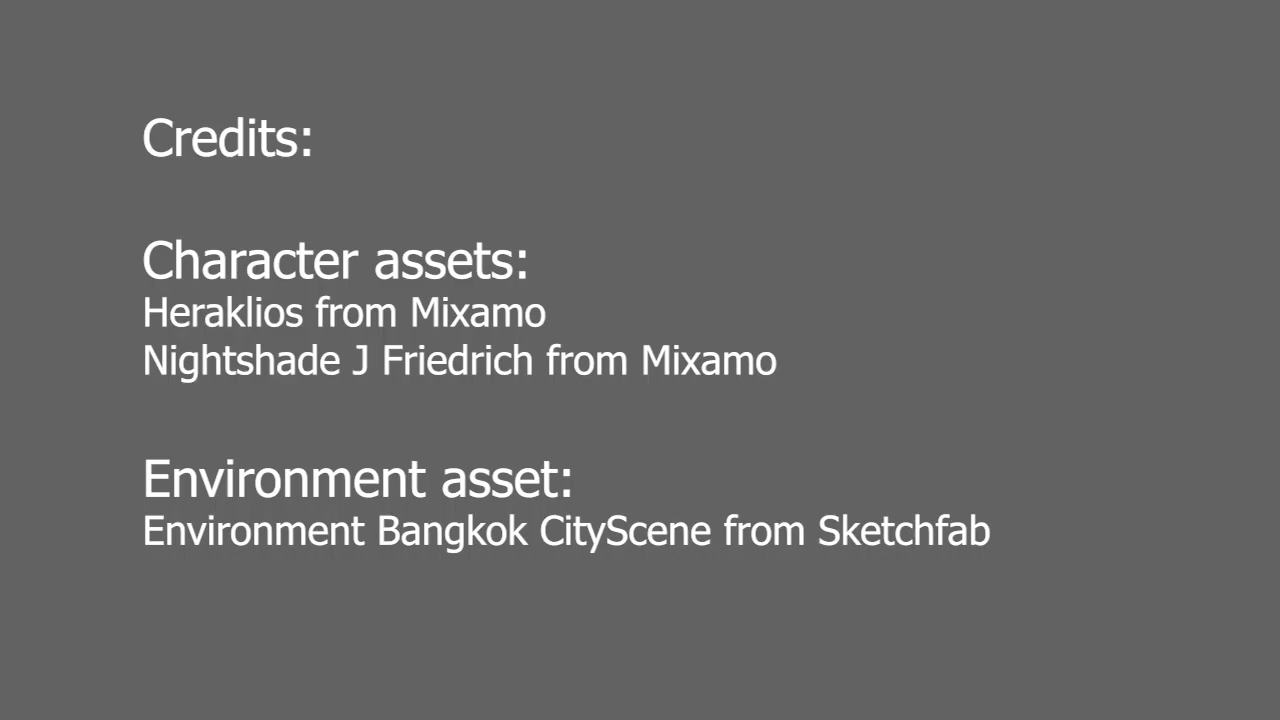 Credits:
Character assets:
Heraklios from Mixamo
Nightshade J Friedrich from Mixamo
Environment asset:
Environment Bangkok CityScene from Sketchfab